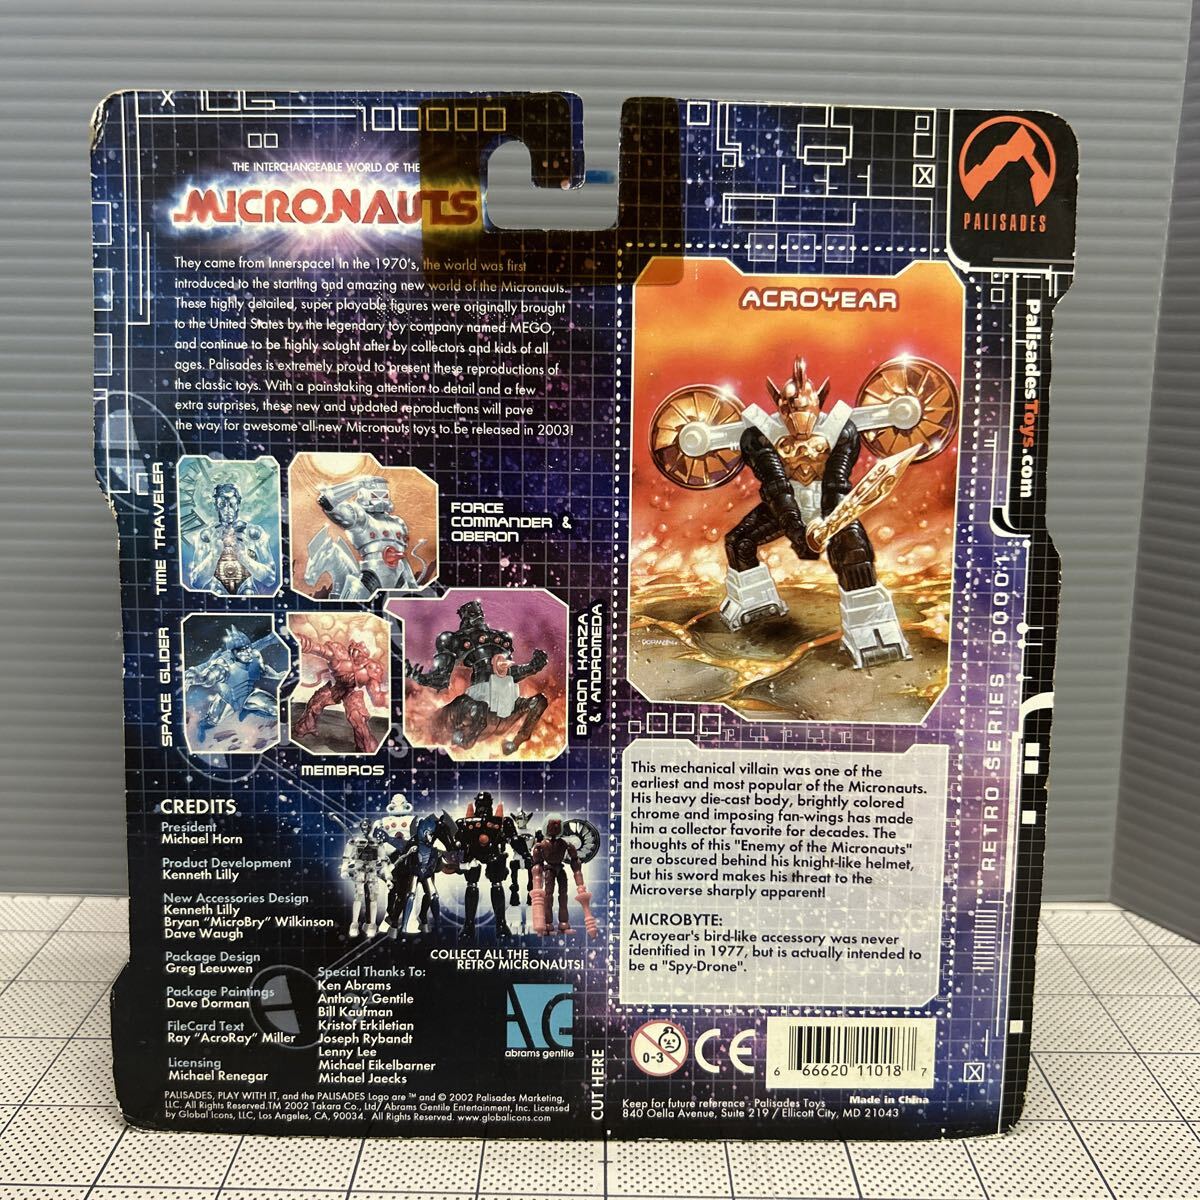 THE INTERCHANGEABLE WORLD OF THE
MICRONAUTS
They came from Innerspace! In the 1970's, the world was first
introduced to the startling and amazing new world of the Micronauts.
These highly detailed, super playable figures were originally brought
to the United States by the legendary toy company named MEGO,
and continue to be highly sought after by collectors and kids of all
ages. Palisades is extremely proud to present these reproductions of
the classic toys. With a painstaking attention to detail and a few
extra surprises, these new and updated reproductions will pave
the way for awesome all-new Micronauts toys to be released in 2003!
TIME TRAVELER
FORCE
COMMANDER &
OBERON
SPACE GLIDER
MEMBROS
BARON KARZA
& ANDROMEDA
CREDITS
President
Michael Horn
Product Development
Kenneth Lilly
New Accessories Design
Kenneth Lilly
Bryan "MicroBry" Wilkinson
Dave Waugh
Package Design
Greg Leeuwen
Package Paintings
Dave Dorman
FileCard Text
Ray "AcroRay" Miller
Licensing
Michael Renegar
Special Thanks To:
Ken Abrams
Anthony Gentile
Bill Kaufman
Kristof Erkiletian
Joseph Rybandt
Lenny Lee
Michael Eikelbarner
Michael Jaecks
COLLECT ALL THE
RETRO MICRONAUTS!
AG
abrams gentile
PALISADES, PLAY WITH IT, and the PALISADES Logo are ™ and © 2002 Palisades Marketing,
LLC. All Rights Reserved.TM 2002 Takara Co., Ltd/ Abrams Gentile Entertainment, Inc. Licensed
by Global Icons, LLC, Los Angeles, CA, 90034. All Rights Reserved. www.globalicons.com
CUT HERE
PALISADES
PalisadesToys.com
RETRO SERIES 00001
ACROYEAR
DORMAN
This mechanical villain was one of the
earliest and most popular of the Micronauts.
His heavy die-cast body, brightly colored
chrome and imposing fan-wings has made
him a collector favorite for decades. The
thoughts of this "Enemy of the Micronauts"
are obscured behind his knight-like helmet,
but his sword makes his threat to the
Microverse sharply apparent!
MICROBYTE:
Acroyear's bird-like accessory was never
identified in 1977, but is actually intended to
be a "Spy-Drone".
0-3
CE
6 66620 11018 7
Keep for future reference - Palisades Toys
Made in China
840 Oella Avenue, Suite 219 / Ellicott City, MD 21043